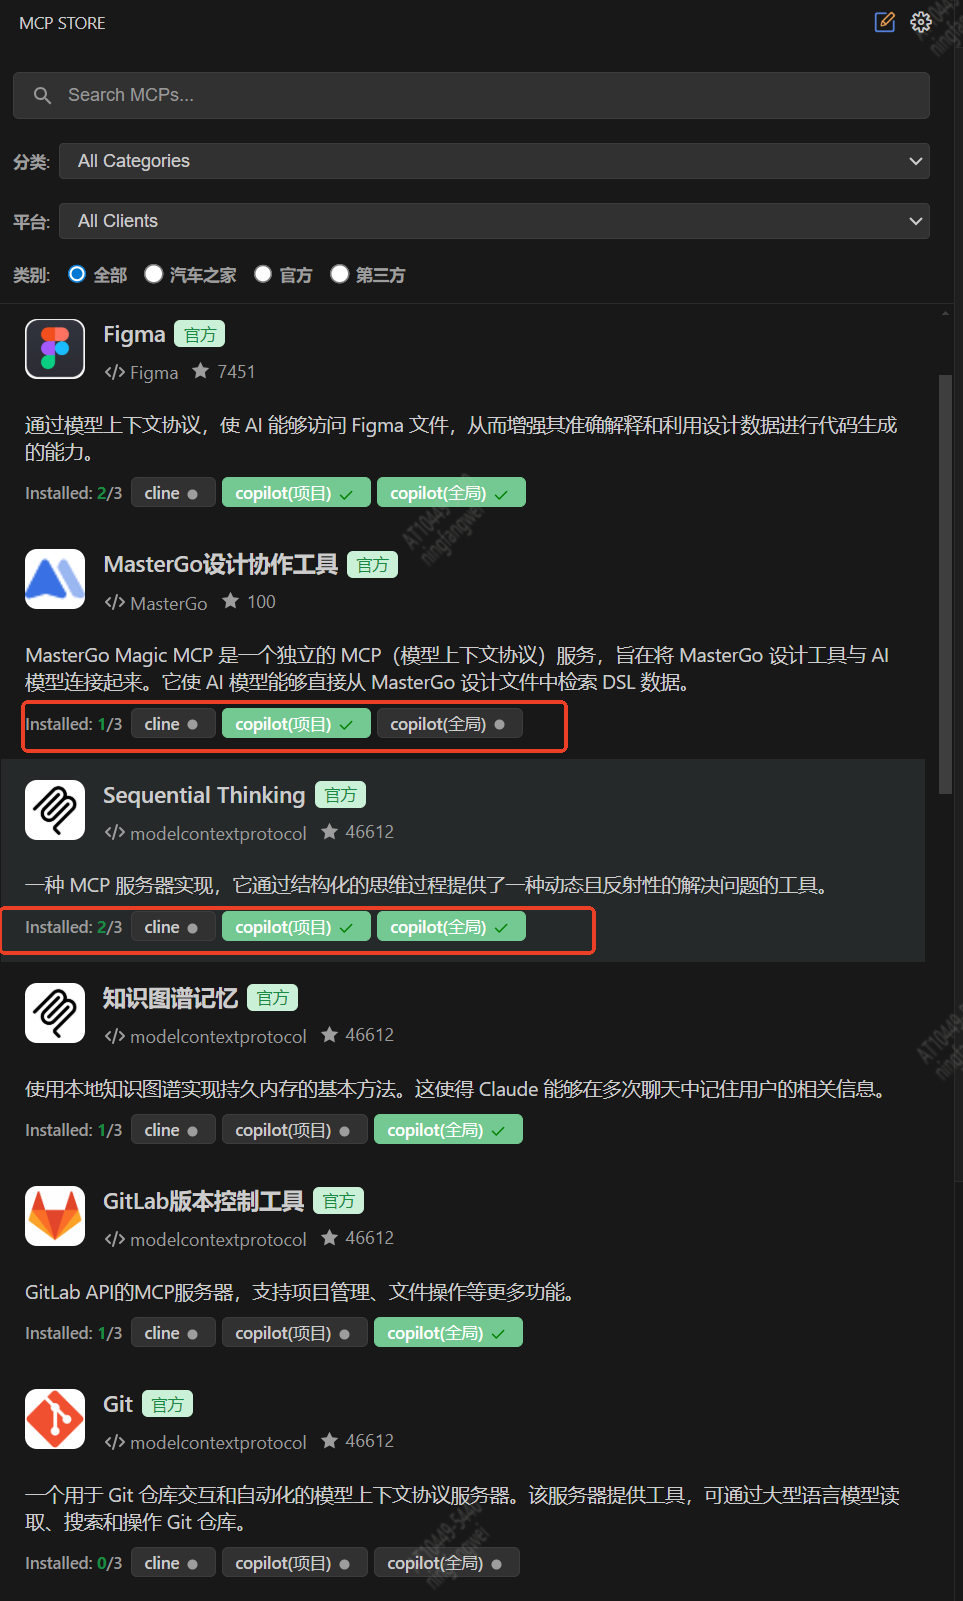 MCP STORE
Search MCPs...
分类: All Categories
平台: All Clients
类别: 全部 汽车之家 官方 第三方
Figma 官方
</> Figma ★ 7451
通过模型上下文协议，使 AI 能够访问 Figma 文件，从而增强其准确解释和利用设计数据进行代码生成
的能力。
Installed: 2/3 cline copilot(项目) ✓ copilot(全局) ✓
MasterGo设计协作工具 官方
</> MasterGo ★ 100
MasterGo Magic MCP 是一个独立的 MCP（模型上下文协议）服务，旨在将 MasterGo 设计工具与 AI
模型连接起来。它使 AI 模型能够直接从 MasterGo 设计文件中检索 DSL 数据。
Installed: 1/3 cline copilot(项目) ✓ copilot(全局)
Sequential Thinking 官方
</> modelcontextprotocol ★ 46612
一种 MCP 服务器实现，它通过结构化的思维过程提供了一种动态且反射性的解决问题的工具。
Installed: 2/3 cline copilot(项目) ✓ copilot(全局) ✓
知识图谱记忆 官方
</> modelcontextprotocol ★ 46612
使用本地知识图谱实现持久内存的基本方法。这使得 Claude 能够在多次聊天中记住用户的相关信息。
Installed: 1/3 cline copilot(项目) copilot(全局) ✓
GitLab版本控制工具 官方
</> modelcontextprotocol ★ 46612
GitLab API的MCP服务器，支持项目管理、文件操作等更多功能。
Installed: 1/3 cline copilot(项目) copilot(全局) ✓
Git 官方
</> modelcontextprotocol ★ 46612
一个用于 Git 仓库交互和自动化的模型上下文协议服务器。该服务器提供工具，可通过大型语言模型读
取、搜索和操作 Git 仓库。
Installed: 0/3 cline copilot(项目) copilot(全局)